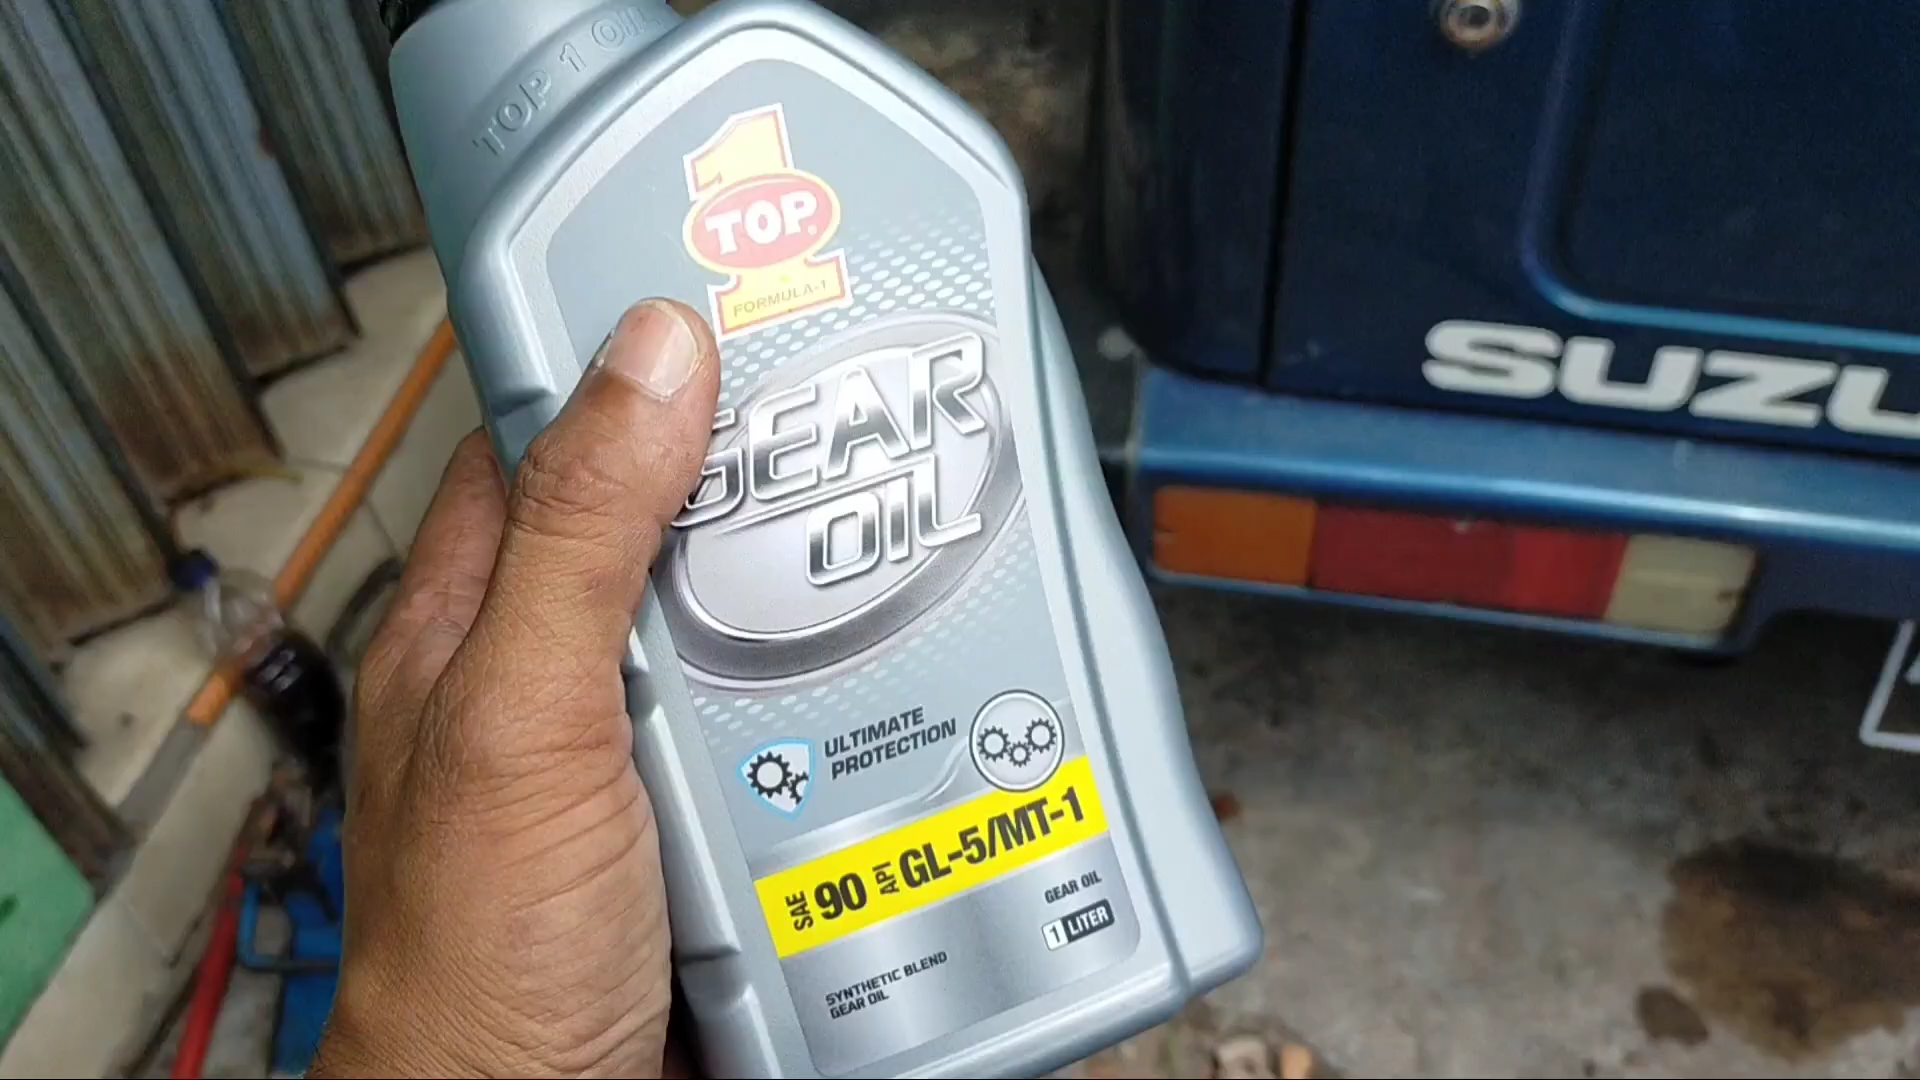 TOP 1 OIL
1
TOP
FORMULA-1
GEAR
OIL
ULTIMATE
PROTECTION
SAE 90 API GL-5/MT-1
GEAR OIL
1 LITER
SYNTHETIC BLEND
GEAR OIL
SUZU